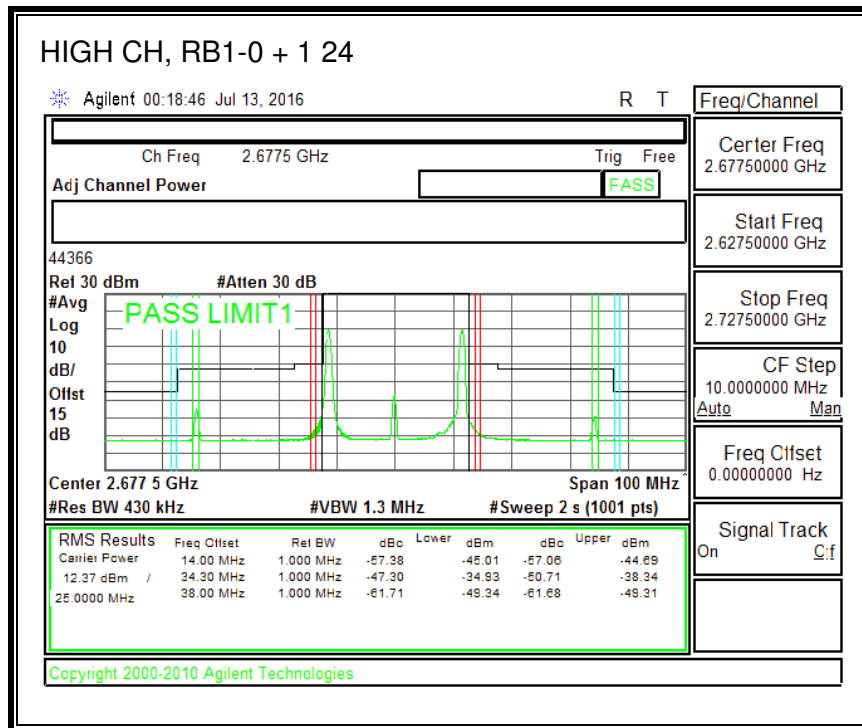 HIGH CH, RB1-0 + 1 24
Agilent 00:18:46 Jul 13, 2016 R T
Ch Freq 2.6775 GHz Trig Free
Adj Channel Power PASS
44366
Ref 30 dBm #Atten 30 dB
#Avg
Log
10
dB/
Offst
15
dB
PASS LIMIT1
Center 2.677 5 GHz Span 100 MHz
#Res BW 430 kHz #VBW 1.3 MHz #Sweep 2 s (1001 pts)
RMS Results Freq Offset Ref BW dBc Lower dBm dBc Upper dBm
Carrier Power 14.00 MHz 1.000 MHz -57.38 -45.01 -57.06 -44.69
12.37 dBm / 34.30 MHz 1.000 MHz -47.30 -34.93 -50.71 -38.34
25.0000 MHz 38.00 MHz 1.000 MHz -61.71 -49.34 -61.68 -49.31
Copyright 2000-2010 Agilent Technologies
Freq/Channel
Center Freq
2.67750000 GHz
Start Freq
2.62750000 GHz
Stop Freq
2.72750000 GHz
CF Step
10.0000000 MHz
Auto Man
Freq Offset
0.00000000 Hz
Signal Track
On Off